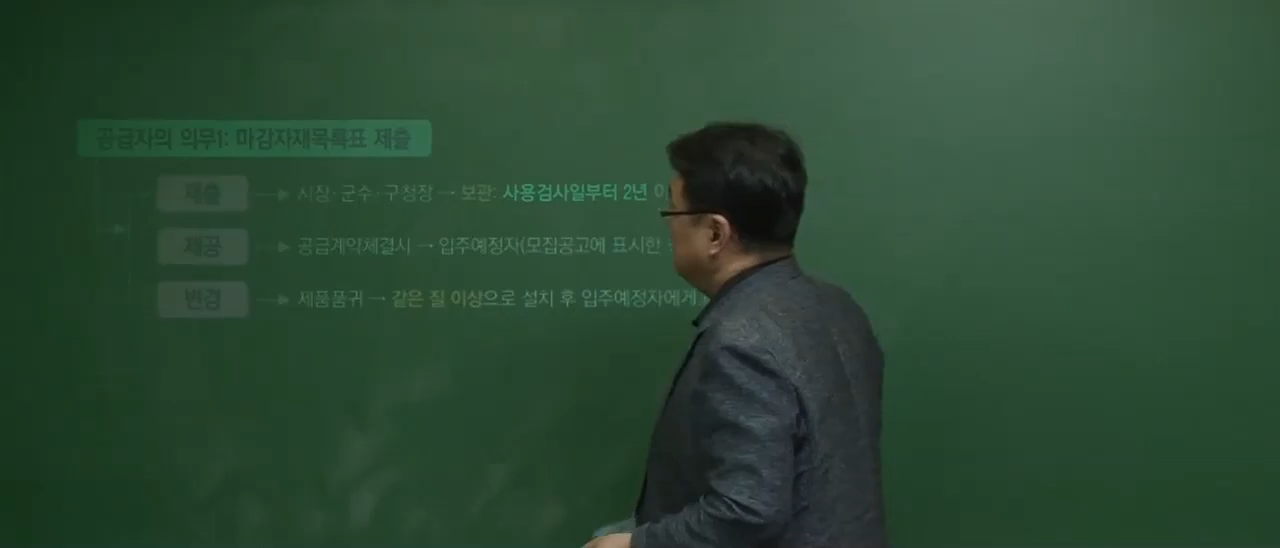 공급자의 의무1: 마감자재목록표 제출
제출 → 시장·군수·구청장 → 보관: 사용검사일부터 2년 이
제공 → 공급계약체결시 → 입주예정자(모집공고에 표시한
변경 → 제품품귀 → 같은 질 이상으로 설치 후 입주예정자에게